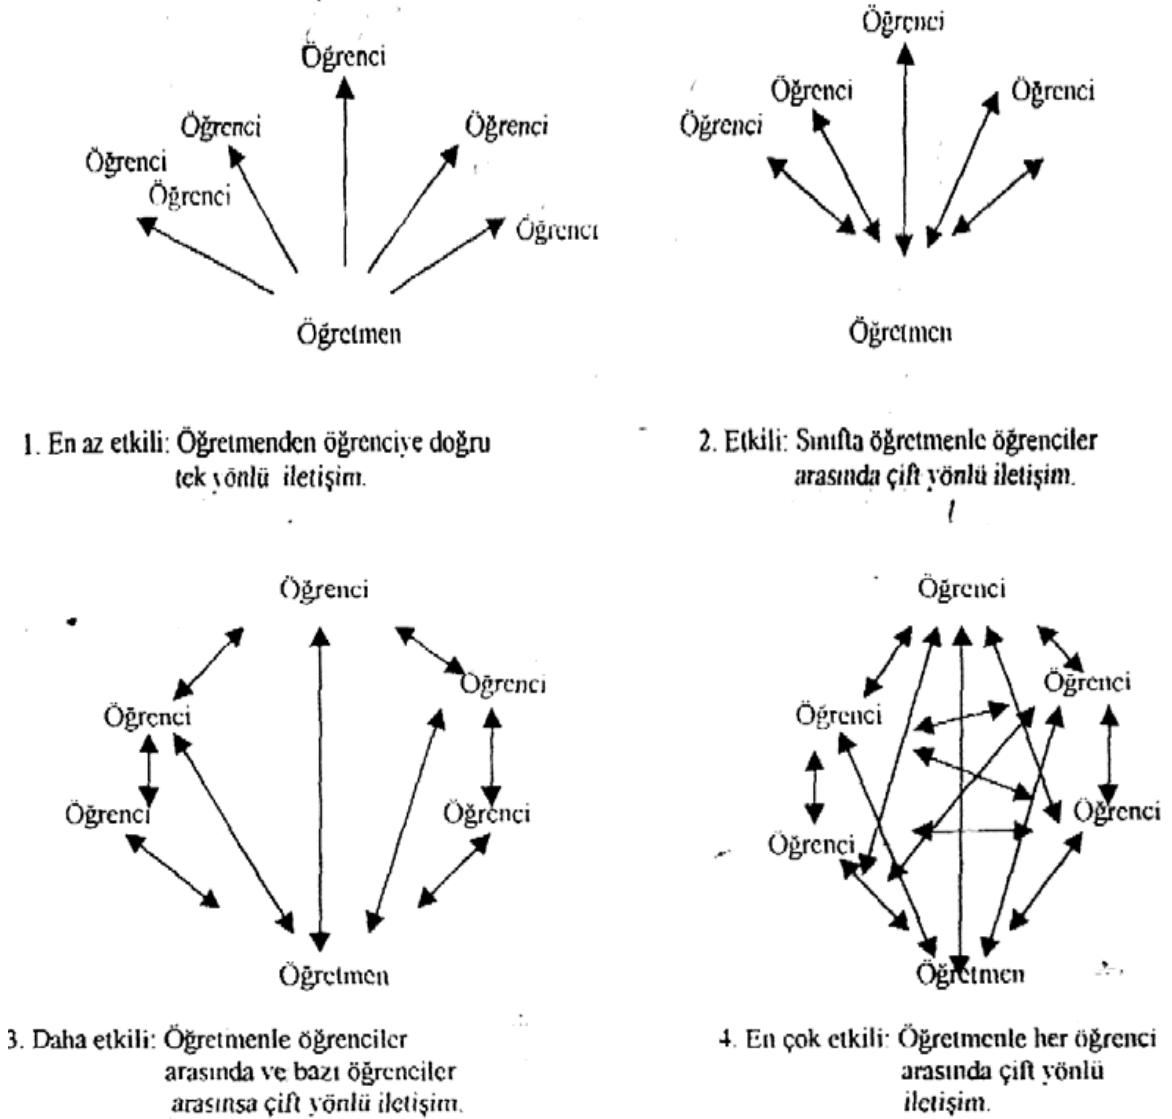 Öğrenci
Öğrenci
Öğrenci
Öğrenci
Öğrenci
Öğrenci
Öğretmen
1. En az etkili: Öğretmenden öğrenciye doğru
tek yönlü iletişim.
Öğrenci
Öğrenci
Öğrenci
Öğrenci
Öğretmen
2. Etkili: Sınıfta öğretmenle öğrenciler
arasında çift yönlü iletişim.
Öğrenci
Öğrenci
Öğrenci
Öğrenci
Öğrenci
Öğretmen
3. Daha etkili: Öğretmenle öğrenciler
arasında ve bazı öğrenciler
arasınsa çift yönlü iletişim.
Öğrenci
Öğrenci
Öğrenci
Öğrenci
Öğrenci
Öğretmen
4. En çok etkili: Öğretmenle her öğrenci
arasında çift yönlü
iletişim.